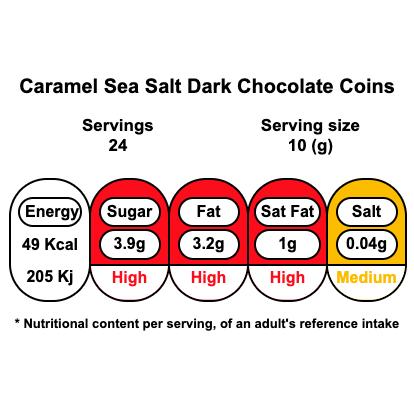 Caramel Sea Salt Dark Chocolate Coins
Servings
24
Serving size
10 (g)
Energy
49 Kcal
205 Kj
Sugar
3.9g
High
Fat
3.2g
High
Sat Fat
1g
High
Salt
0.04g
Medium
* Nutritional content per serving, of an adult's reference intake